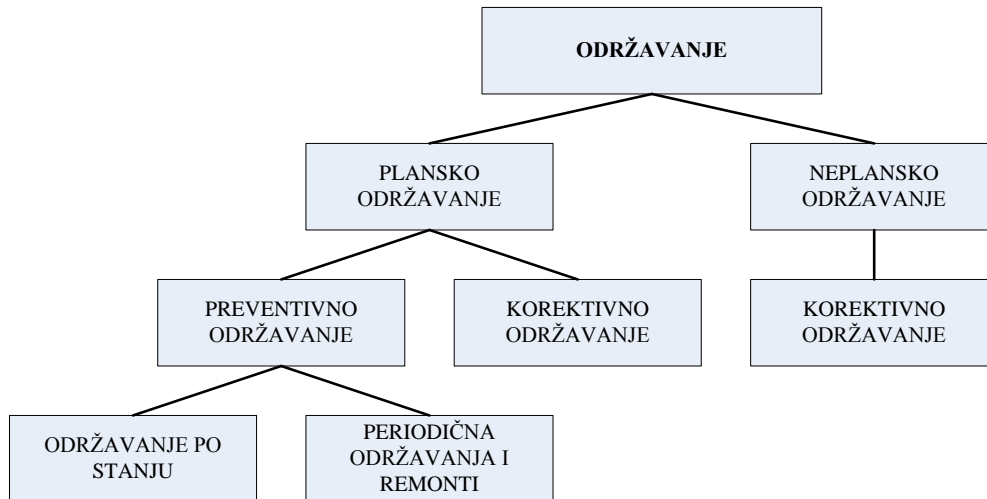 ODRŽAVANJE
PLANSKO
ODRŽAVANJE
NEPLANSKO
ODRŽAVANJE
PREVENTIVNO
ODRŽAVANJE
KOREKTIVNO
ODRŽAVANJE
KOREKTIVNO
ODRŽAVANJE
ODRŽAVANJE PO
STANJU
PERIODIČNA
ODRŽAVANJA I
REMONTI